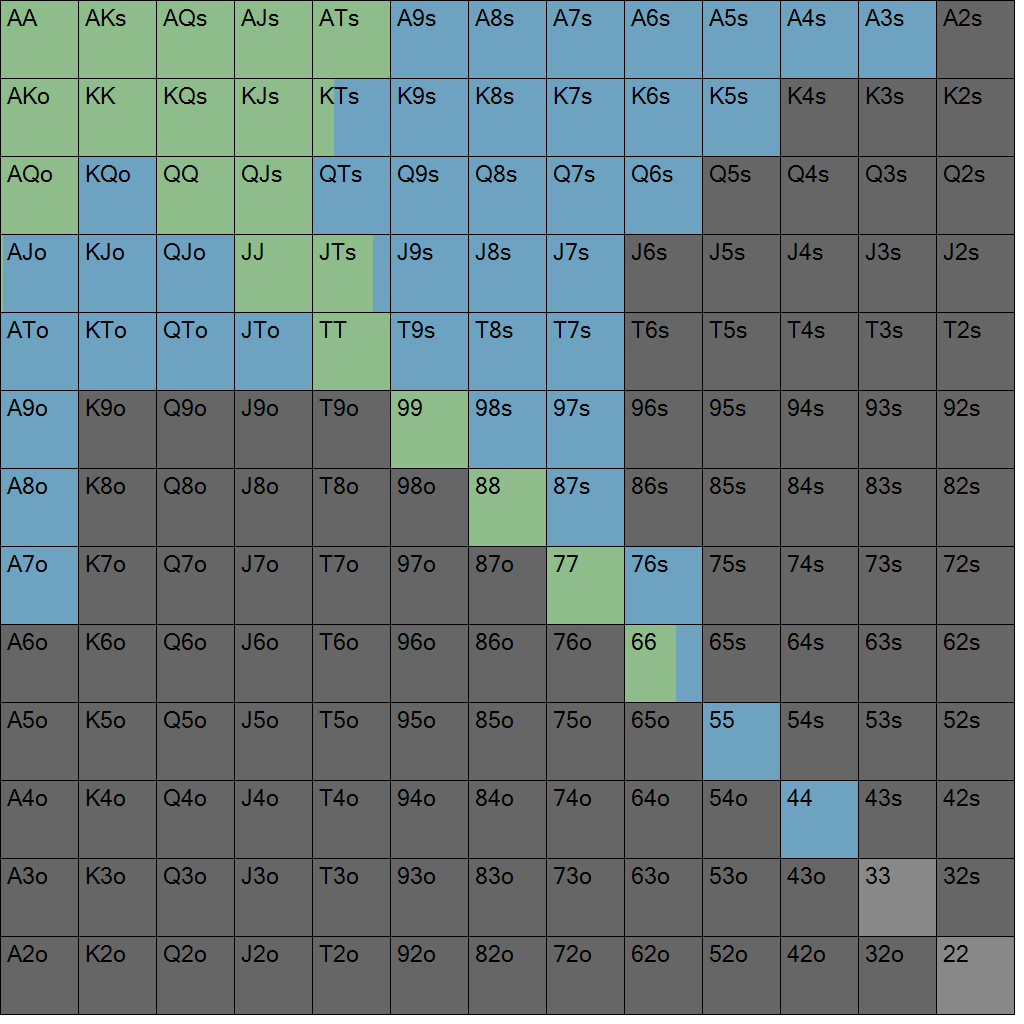 AA AKs AQs AJs ATs A9s A8s A7s A6s A5s A4s A3s A2s
AKo KK KQs KJs KTs K9s K8s K7s K6s K5s K4s K3s K2s
AQo KQo QQ QJs QTs Q9s Q8s Q7s Q6s Q5s Q4s Q3s Q2s
AJo KJo QJo JJ JTs J9s J8s J7s J6s J5s J4s J3s J2s
ATo KTo QTo JTo TT T9s T8s T7s T6s T5s T4s T3s T2s
A9o K9o Q9o J9o T9o 99 98s 97s 96s 95s 94s 93s 92s
A8o K8o Q8o J8o T8o 98o 88 87s 86s 85s 84s 83s 82s
A7o K7o Q7o J7o T7o 97o 87o 77 76s 75s 74s 73s 72s
A6o K6o Q6o J6o T6o 96o 86o 76o 66 65s 64s 63s 62s
A5o K5o Q5o J5o T5o 95o 85o 75o 65o 55 54s 53s 52s
A4o K4o Q4o J4o T4o 94o 84o 74o 64o 54o 44 43s 42s
A3o K3o Q3o J3o T3o 93o 83o 73o 63o 53o 43o 33 32s
A2o K2o Q2o J2o T2o 92o 82o 72o 62o 52o 42o 32o 22